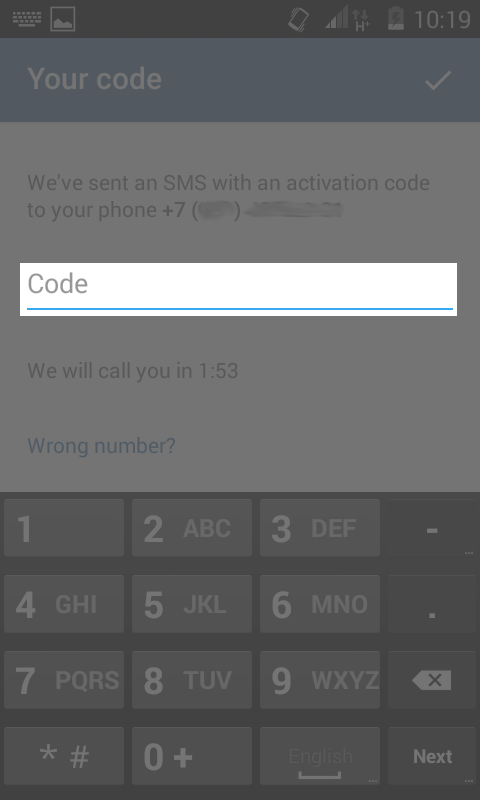 10:19
Your code
We've sent an SMS with an activation code
to your phone +7 ( )
Code
We will call you in 1:53
Wrong number?
1 2 ABC 3 DEF -
4 GHI 5 JKL 6 MNO .
7 PQRS 8 TUV 9 WXYZ
* # 0 + English Next